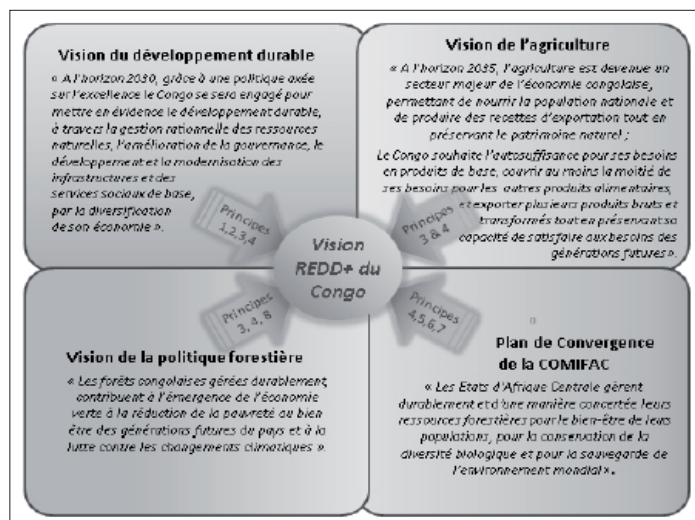 Vision du développement durable
« A l'horizon 2030, grâce à une politique axée
sur l'excellence le Congo se sera engagé pour
mettre en évidence le développement durable,
à travers la gestion rationnelle des ressources
naturelles, l'amélioration de la gouvernance, le
développement et la modernisation des
infrastructures et des
services sociaux de base,
par la diversification
de son économie ».
Principes
1,2,3,4
Vision de l'agriculture
« A l'horizon 2035, l'agriculture est devenue un
secteur majeur de l'économie congolaise,
permettant de nourrir la population nationale et
de produire des recettes d'exportation tout en
préservant le patrimoine naturel ;
Le Congo souhaite l'autosuffisance pour ses besoins
en produits de base, couvrir au moins la moitié de
ses besoins pour les autres produits alimentaires,
et exporter plusieurs produits bruts et
transformés tout en préservant sa
capacité de satisfaire aux besoins des
générations futures ».
Principes
3 & 4
Vision
REDD+ du
Congo
Principes
3, 4, 8
Vision de la politique forestière
« Les forêts congolaises gérées durablement,
contribuent à l'émergence de l'économie
verte à la réduction de la pauvreté au bien
être des générations futures du pays et à la
lutte contre les changements climatiques ».
Principes
4,5,6,7
Plan de Convergence
de la COMIFAC
« Les Etats d'Afrique Centrale gèrent
durablement et d'une manière concertée leurs
ressources forestières pour le bien-être de leurs
populations, pour la conservation de la
diversité biologique et pour la sauvegarde de
l'environnement mondial ».